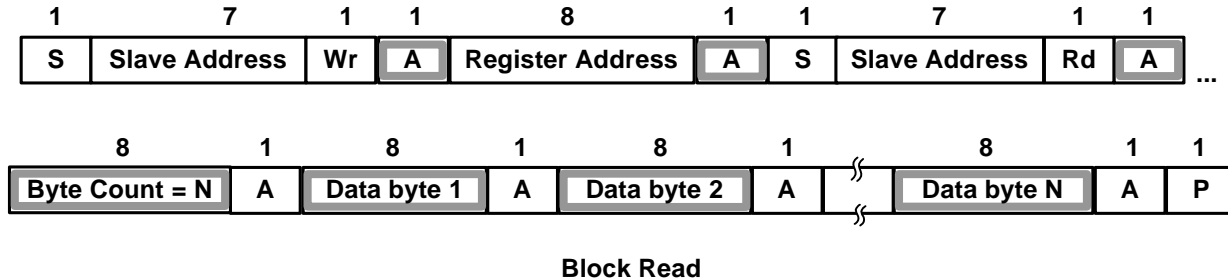 1 7 1 1 8 1 1 7 1 1
S Slave Address Wr A Register Address A S Slave Address Rd A ...
8 1 8 1 8 1 8 1 1
Byte Count = N A Data byte 1 A Data byte 2 A Data byte N A P
Block Read